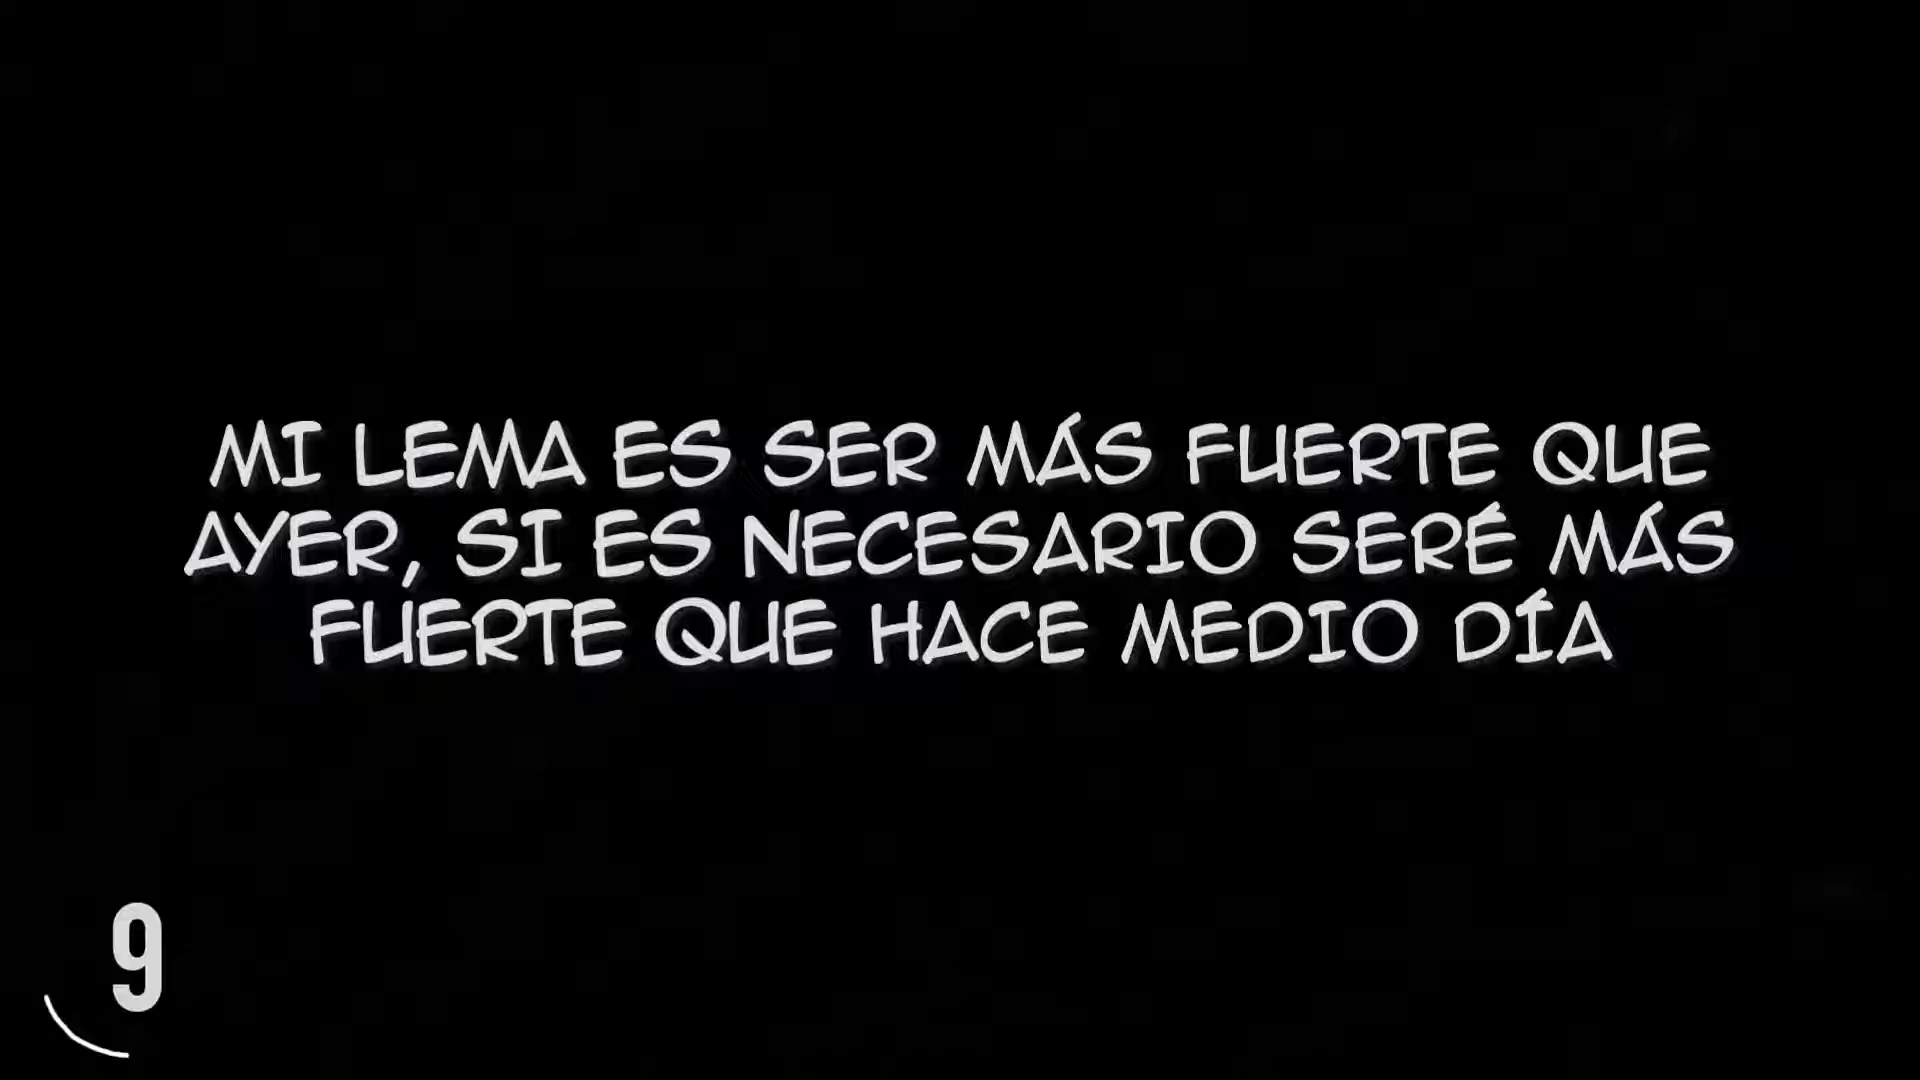 MI LEMA ES SER MÁS FUERTE QUE
AYER, SI ES NECESARIO SERÉ MÁS
FUERTE QUE HACE MEDIO DÍA
9